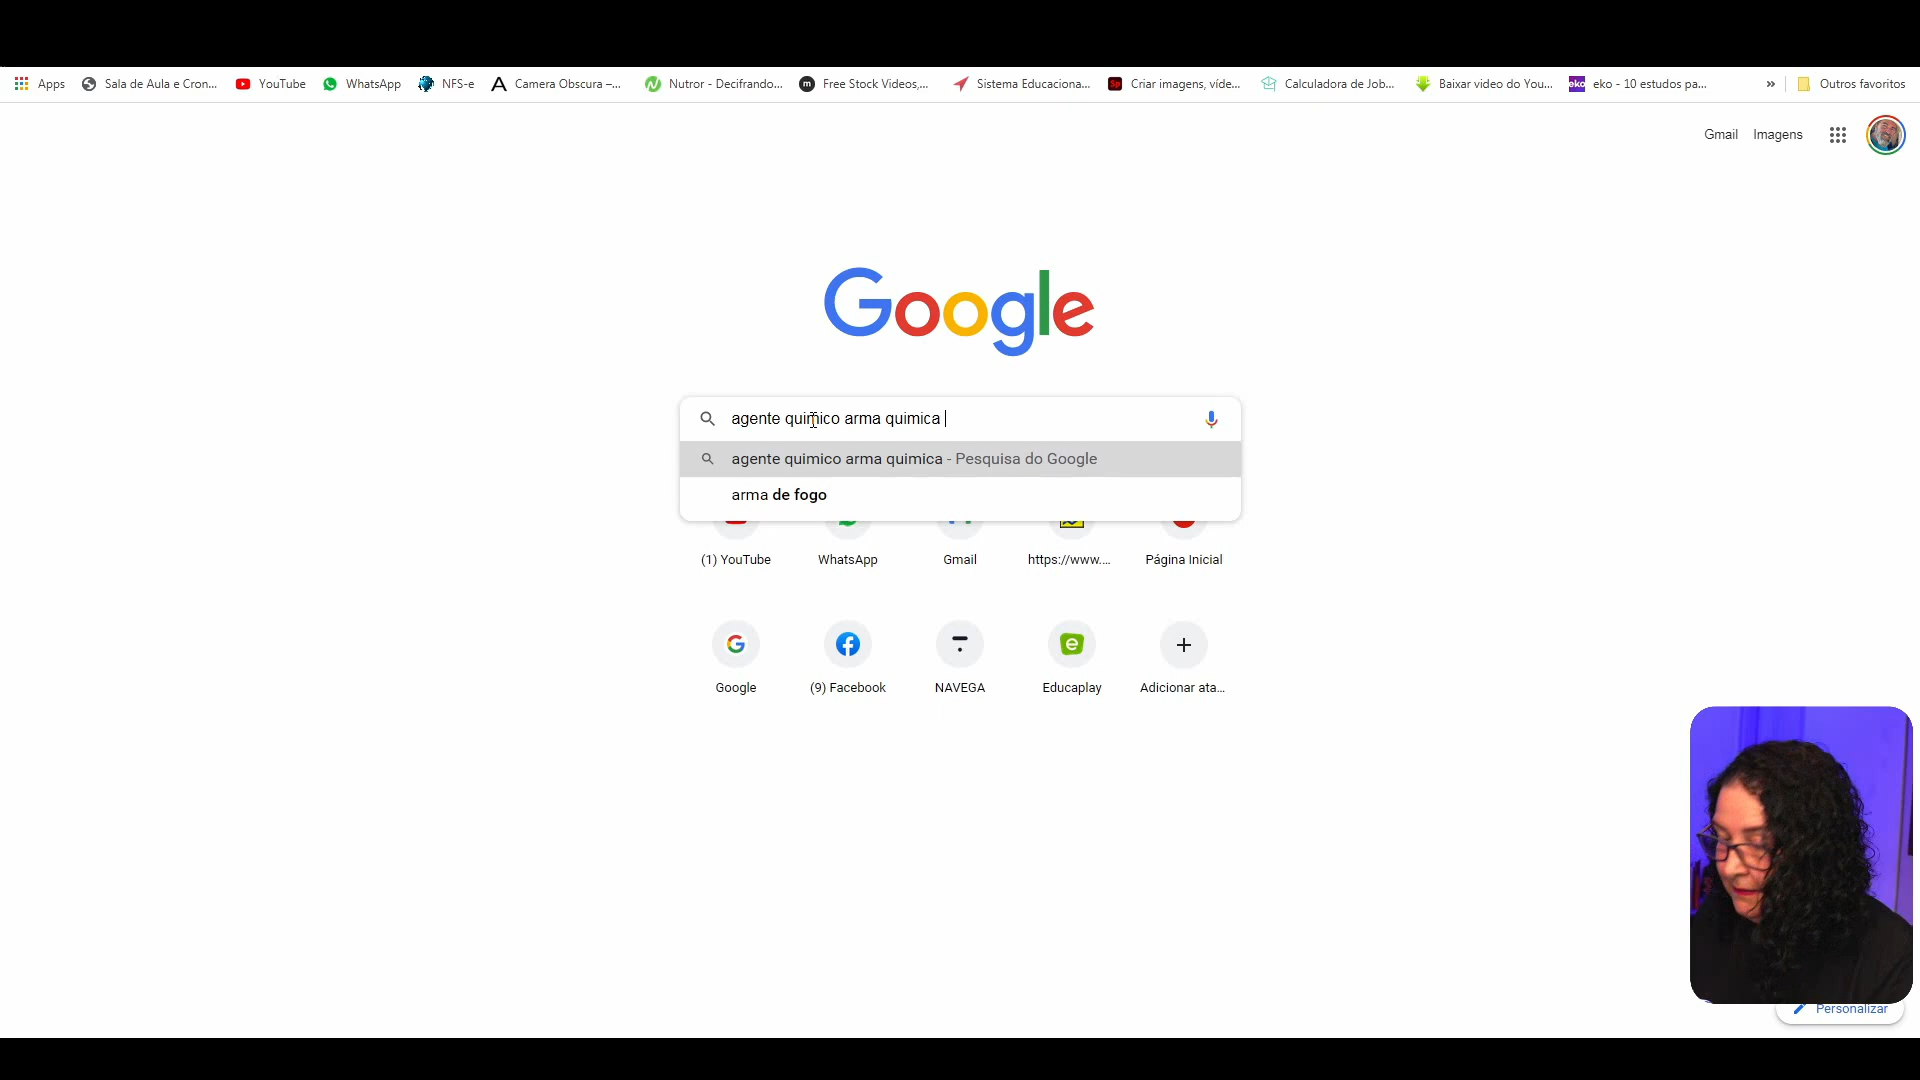 Apps
Sala de Aula e Cron...
YouTube
WhatsApp
NFS-e
Camera Obscura –...
Nutror - Decifrando...
Free Stock Videos,...
Sistema Educaciona...
Criar imagens, víde...
Calculadora de Job...
Baixar video do You...
eko
eko - 10 estudos pa...
»
Outros favoritos
Gmail
Imagens
Google
agente quimico arma quimica
agente quimico arma quimica - Pesquisa do Google
arma de fogo
(1) YouTube
WhatsApp
Gmail
https://www....
Página Inicial
Google
(9) Facebook
NAVEGA
Educaplay
Adicionar ata...
Personalizar